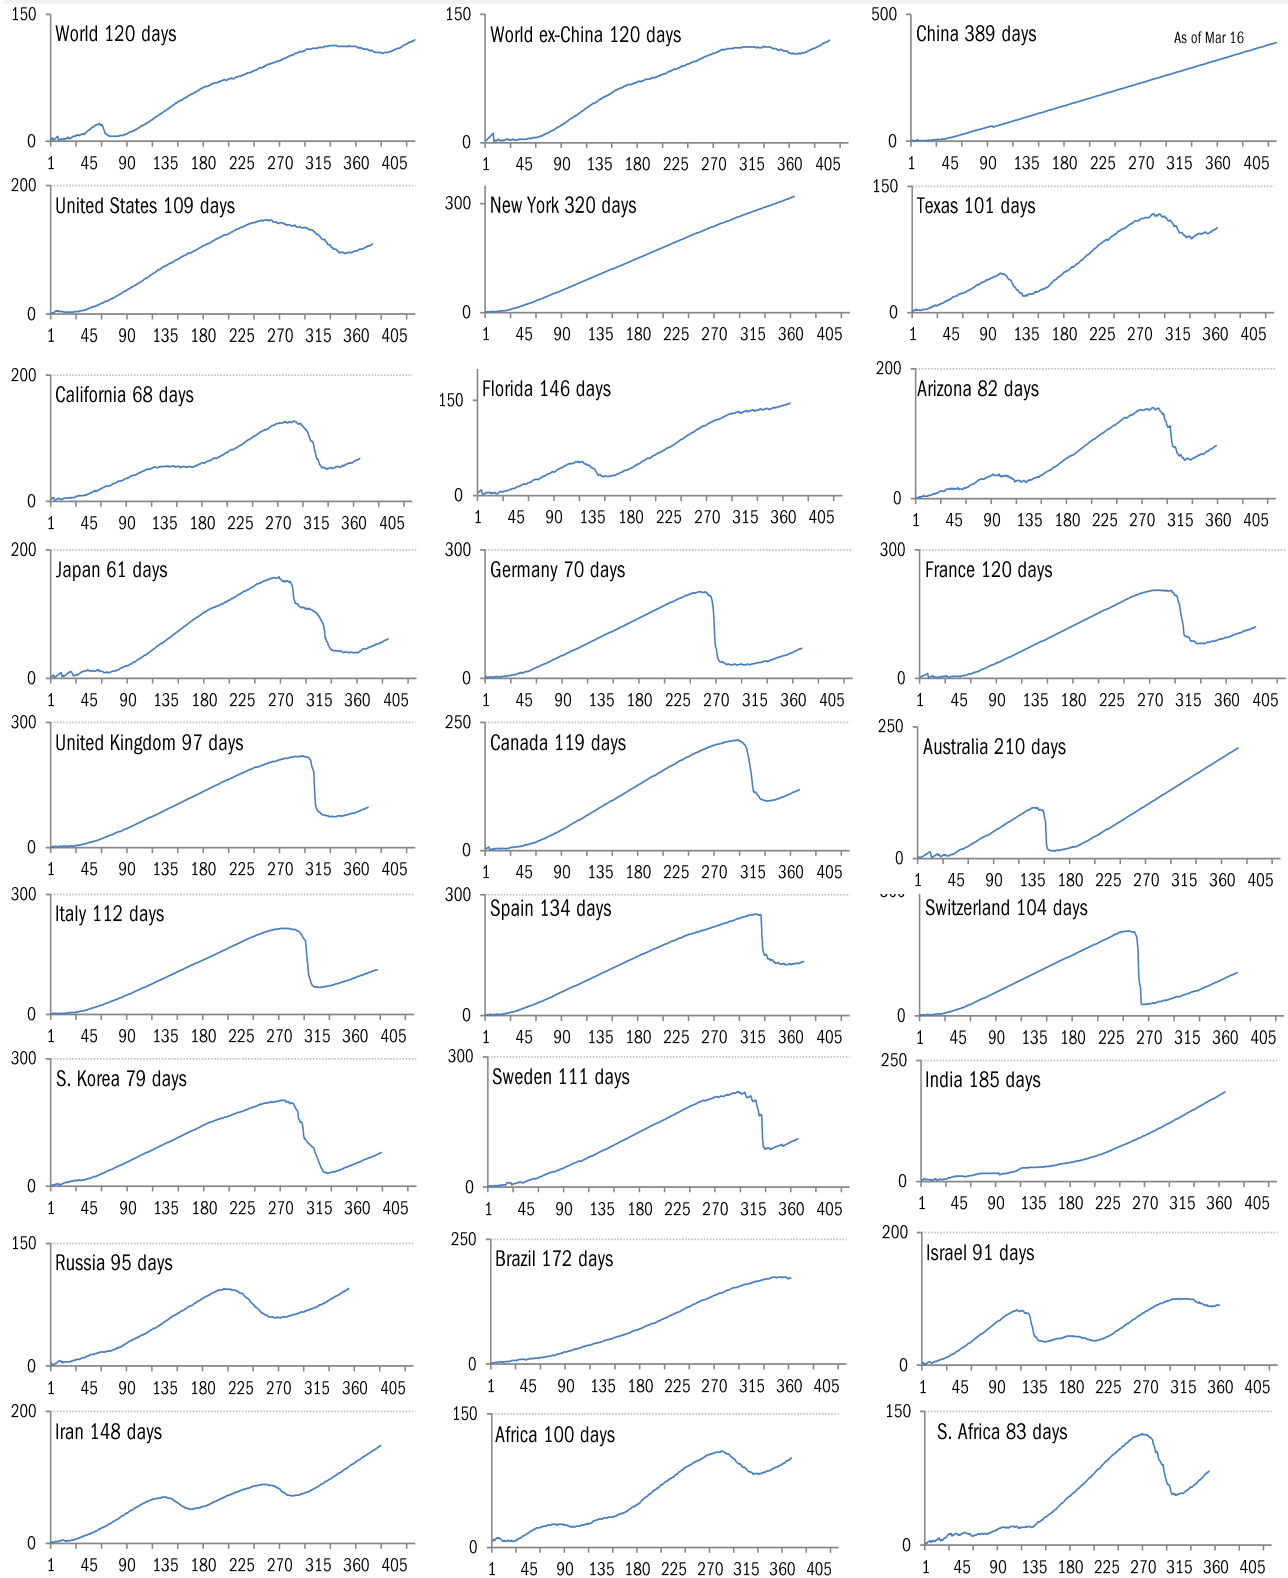 150
World 120 days
0
1 45 90 135 180 225 270 315 360 405
150
World ex-China 120 days
0
1 45 90 135 180 225 270 315 360 405
500
China 389 days
As of Mar 16
0
1 45 90 135 180 225 270 315 360 405
200
United States 109 days
0
1 45 90 135 180 225 270 315 360 405
300
New York 320 days
0
1 45 90 135 180 225 270 315 360 405
150
Texas 101 days
0
1 45 90 135 180 225 270 315 360 405
200
California 68 days
0
1 45 90 135 180 225 270 315 360 405
150
Florida 146 days
0
1 45 90 135 180 225 270 315 360 405
200
Arizona 82 days
0
1 45 90 135 180 225 270 315 360 405
200
Japan 61 days
0
1 45 90 135 180 225 270 315 360 405
300
Germany 70 days
0
1 45 90 135 180 225 270 315 360 405
300
France 120 days
0
1 45 90 135 180 225 270 315 360 405
300
United Kingdom 97 days
0
1 45 90 135 180 225 270 315 360 405
250
Canada 119 days
0
1 45 90 135 180 225 270 315 360 405
250
Australia 210 days
0
1 45 90 135 180 225 270 315 360 405
300
Italy 112 days
0
1 45 90 135 180 225 270 315 360 405
300
Spain 134 days
0
1 45 90 135 180 225 270 315 360 405
Switzerland 104 days
0
1 45 90 135 180 225 270 315 360 405
300
S. Korea 79 days
0
1 45 90 135 180 225 270 315 360 405
300
Sweden 111 days
0
1 45 90 135 180 225 270 315 360 405
250
India 185 days
0
1 45 90 135 180 225 270 315 360 405
150
Russia 95 days
0
1 45 90 135 180 225 270 315 360 405
250
Brazil 172 days
0
1 45 90 135 180 225 270 315 360 405
200
Israel 91 days
0
1 45 90 135 180 225 270 315 360 405
200
Iran 148 days
0
1 45 90 135 180 225 270 315 360 405
150
Africa 100 days
0
1 45 90 135 180 225 270 315 360 405
150
S. Africa 83 days
0
1 45 90 135 180 225 270 315 360 405